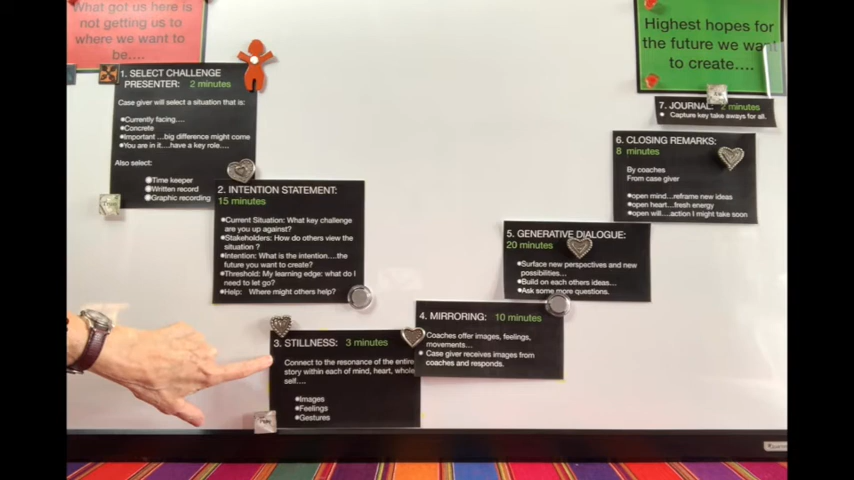 What got us here is
not getting us to
where we want to
be....
1. SELECT CHALLENGE
PRESENTER: 2 minutes
Case giver will select a situation that is:
Currently facing....
Concrete
Important ...big difference might come
You are in it....have a key role....
Also select:
Time keeper
Written record
Graphic recording
2. INTENTION STATEMENT:
15 minutes
Current Situation: What key challenge
are you up against?
Stakeholders: How do others view the
situation ?
Intention: What is the intention....the
future you want to create?
Threshold: My learning edge: what do I
need to let go?
Help: Where might others help?
3. STILLNESS: 3 minutes
Connect to the resonance of the entire
story within each of mind, heart, whole
self....
Images
Feelings
Gestures
4. MIRRORING: 10 minutes
Coaches offer images, feelings,
movements...
Case giver receives images from
coaches and responds.
5. GENERATIVE DIALOGUE:
20 minutes
Surface new perspectives and new
possibilities...
Build on each others ideas...
Ask some more questions.
6. CLOSING REMARKS:
8 minutes
By coaches
From case giver
open mind...reframe new ideas
open heart...fresh energy
open will....action I might take soon
7. JOURNAL: 2 minutes
Capture key take aways for all.
Highest hopes for
the future we want
to create....